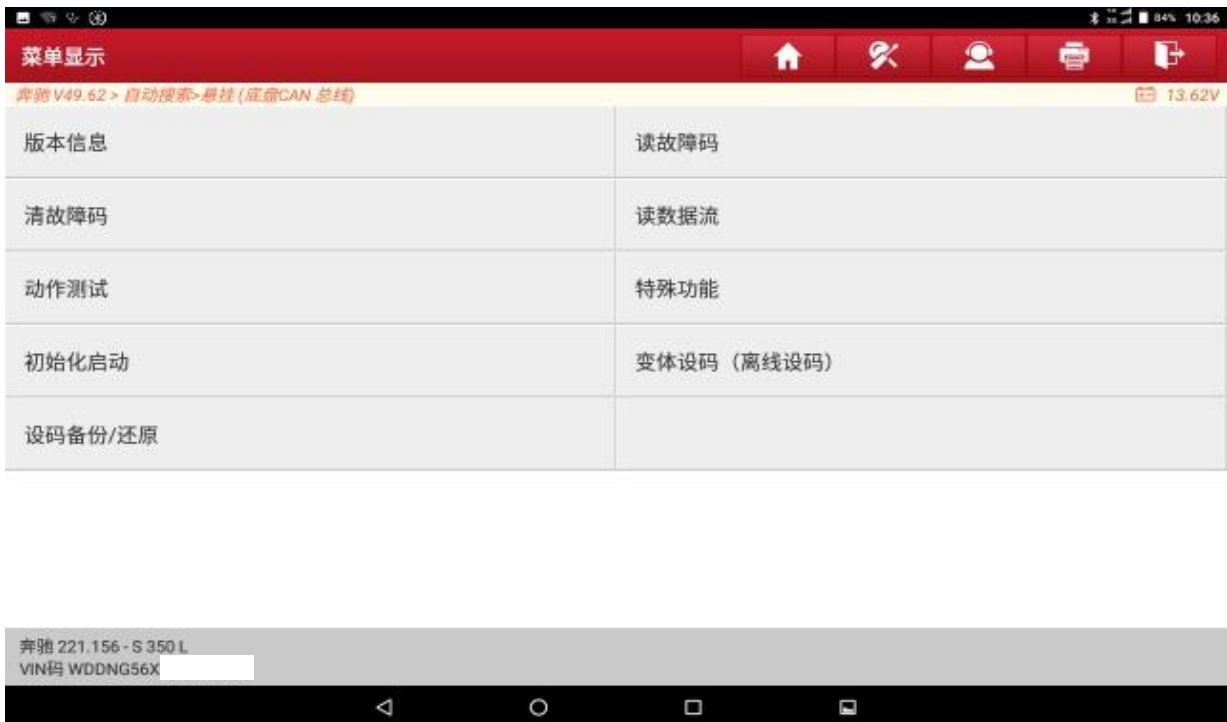 84% 10:36
菜单显示
奔驰 V49.62 > 自动搜索>悬挂 (底盘CAN 总线) 13.62V
版本信息 读故障码
清故障码 读数据流
动作测试 特殊功能
初始化启动 变体设码（离线设码）
设码备份/还原
奔驰 221.156 - S 350 L
VIN码 WDDNG56X